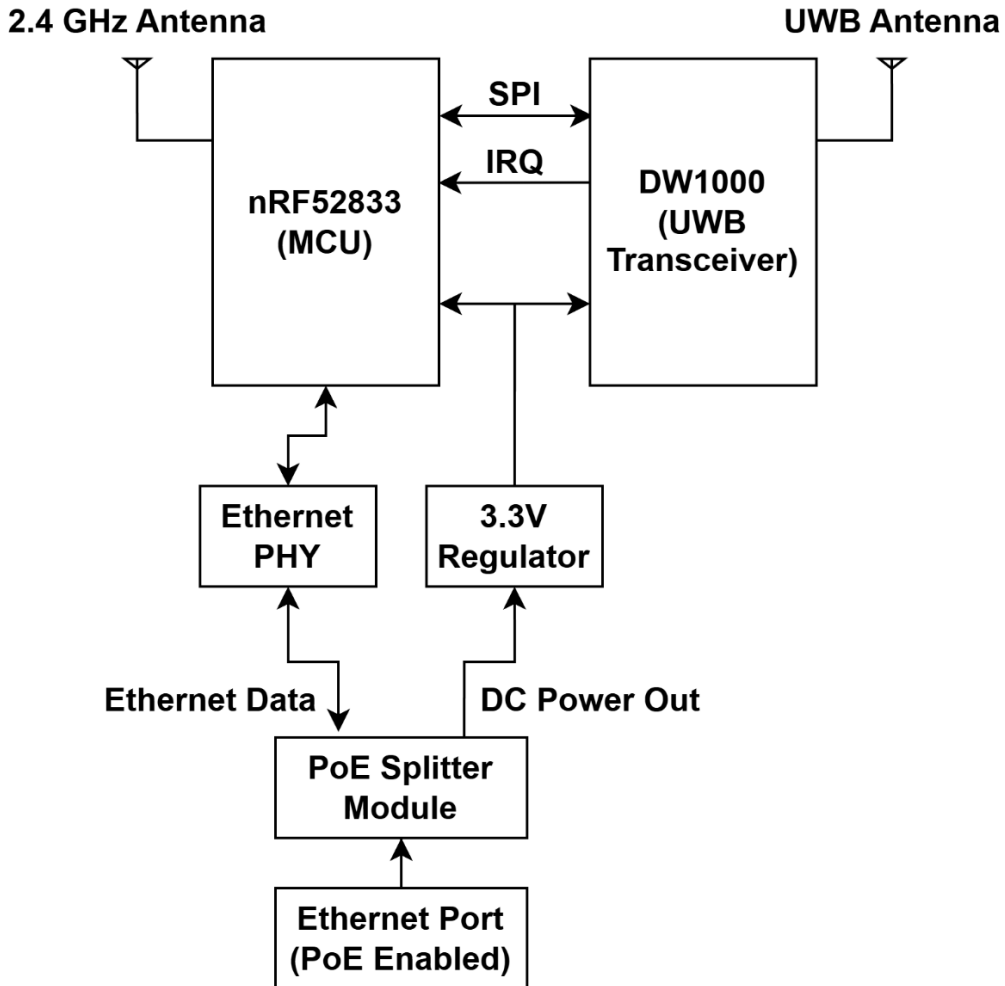 2.4 GHz Antenna
UWB Antenna
SPI
IRQ
nRF52833
(MCU)
DW1000
(UWB
Transceiver)
Ethernet
PHY
3.3V
Regulator
Ethernet Data
DC Power Out
PoE Splitter
Module
Ethernet Port
(PoE Enabled)